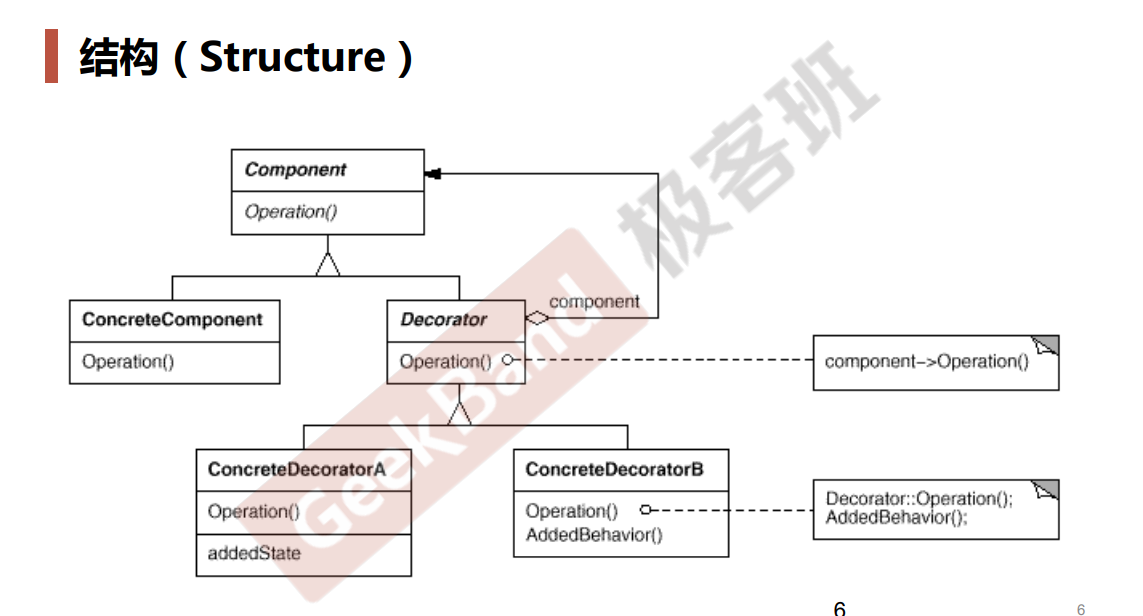 结构（Structure）
Component
Operation()
ConcreteComponent
Operation()
Decorator
Operation()
component
component->Operation()
ConcreteDecoratorA
Operation()
addedState
ConcreteDecoratorB
Operation()
AddedBehavior()
Decorator::Operation();
AddedBehavior();
GeekBand
极客班
6
6